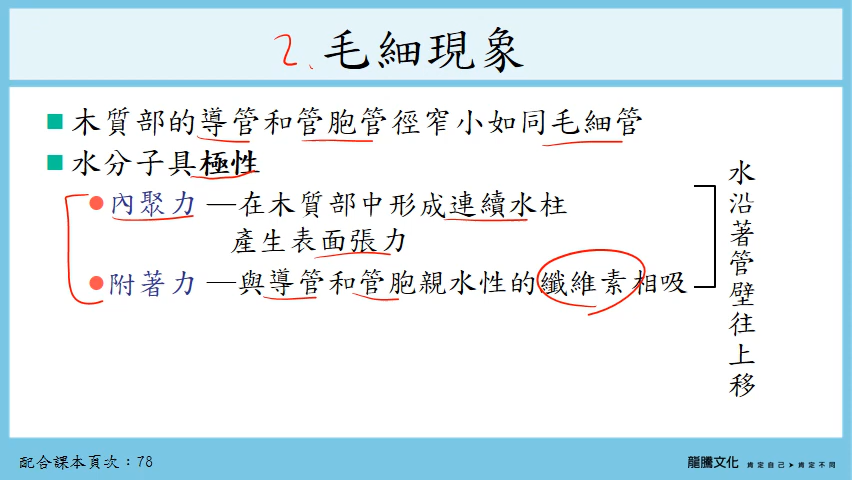 2. 毛細現象
木質部的導管和管胞管徑窄小如同毛細管
水分子具極性
內聚力 —在木質部中形成連續水柱
產生表面張力
附著力 —與導管和管胞親水性的纖維素相吸
水沿著管壁往上移
配合課本頁次：78
龍騰文化 肯定自己➤肯定不同